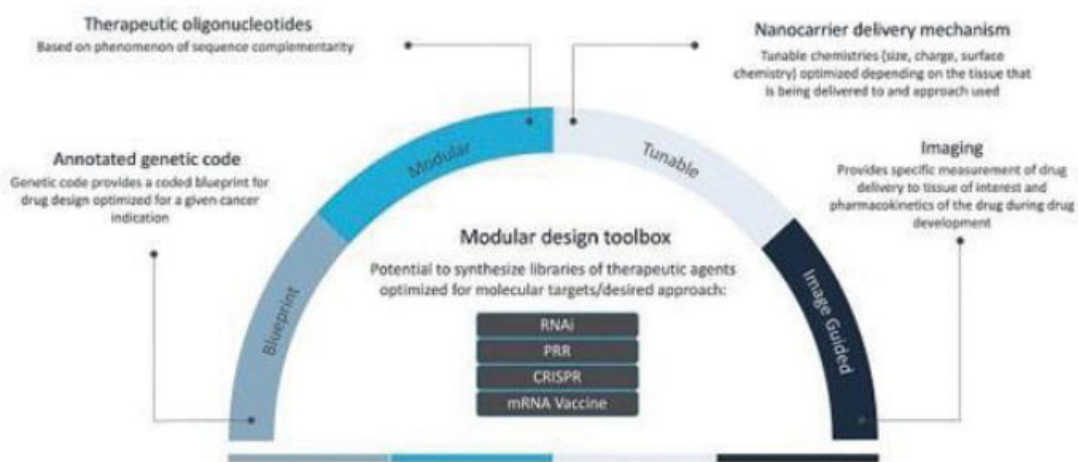 Therapeutic oligonucleotides
Based on phenomenon of sequence complementarity
Nanocarrier delivery mechanism
Tunable chemistries (size, charge, surface
chemistry) optimized depending on the tissue that
is being delivered to and approach used
Annotated genetic code
Genetic code provides a coded blueprint for
drug design optimized for a given cancer
indication
Imaging
Provides specific measurement of drug
delivery to tissue of interest and
pharmacokinetics of the drug during drug
development
Blueprint
Modular
Tunable
Image Guided
Modular design toolbox
Potential to synthesize libraries of therapeutic agents
optimized for molecular targets/desired approach:
RNAi
PRR
CRISPR
mRNA Vaccine